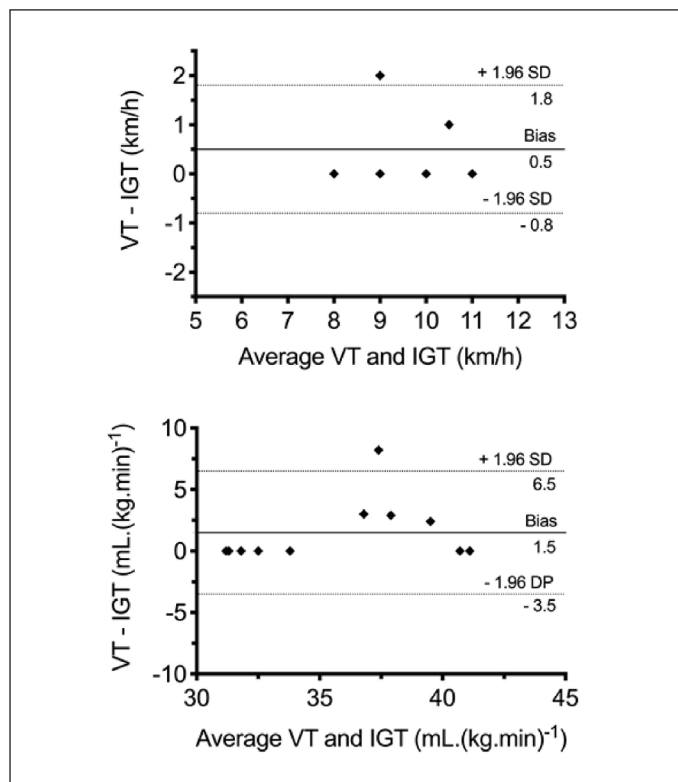 + 1.96 SD
1.8
Bias
0.5
- 1.96 SD
- 0.8
VT - IGT (km/h)
2
1
0
-1
-2
5 6 7 8 9 10 11 12 13
Average VT and IGT (km/h)
+ 1.96 SD
6.5
Bias
1.5
- 1.96 DP
- 3.5
VT - IGT (mL.(kg.min)-1)
10
5
0
-5
-10
30 35 40 45
Average VT and IGT (mL.(kg.min)-1)